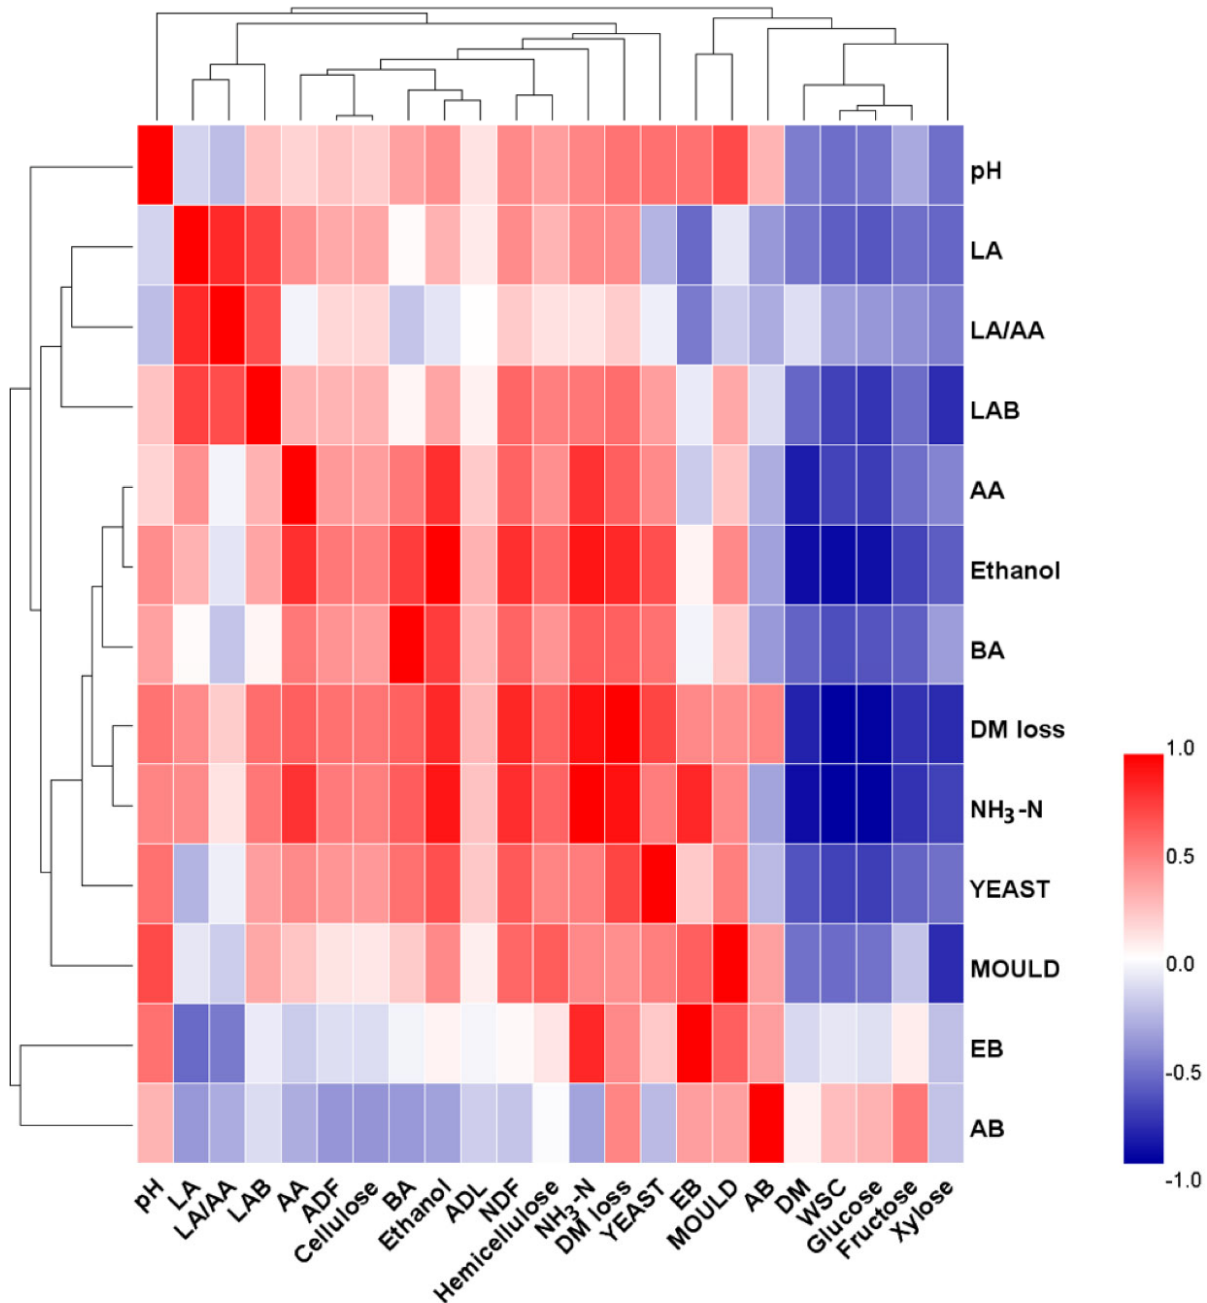 pH
LA
LA/AA
LAB
AA
Ethanol
BA
DM loss
NH3-N
YEAST
MOULD
EB
AB
1.0
0.5
0.0
-0.5
-1.0
pH
LA
LA/AA
LAB
AA
ADF
Cellulose
BA
Ethanol
ADL
NDF
Hemicellulose
NH3-N
DM loss
YEAST
EB
MOULD
AB
DM
WSC
Glucose
Fructose
Xylose